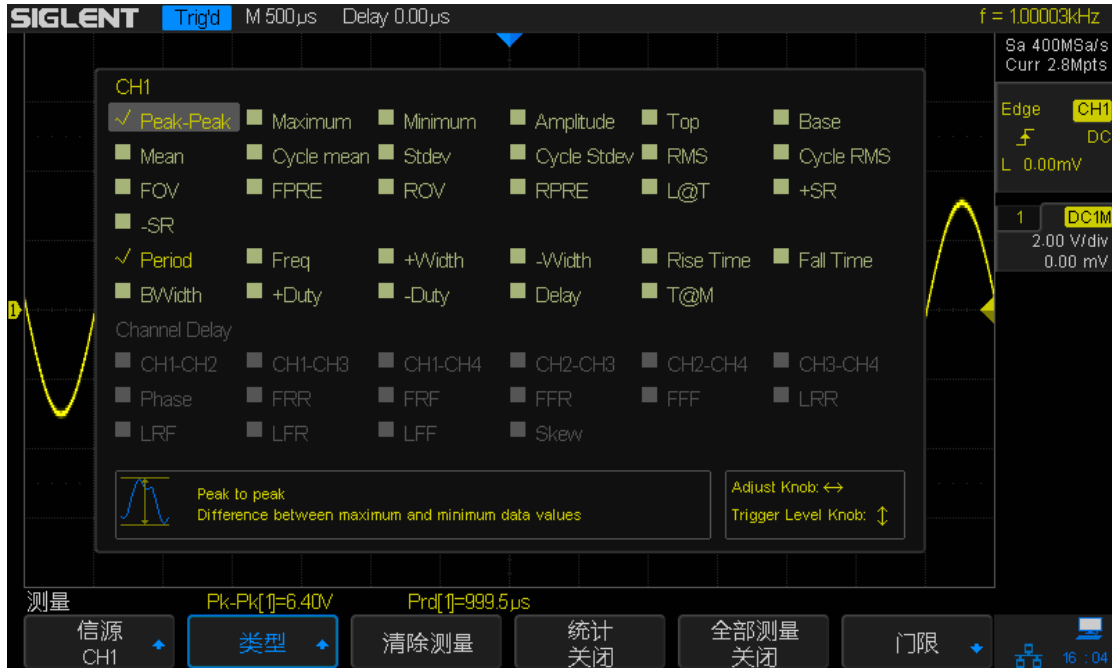 SIGLENT Trig'd M 500µs Delay 0.00µs f = 1.00003kHz
Sa 400MSa/s
Curr 2.8Mpts
CH1
✓ Peak-Peak Maximum Minimum Amplitude Top Base
Mean Cycle mean Stdev Cycle Stdev RMS Cycle RMS
FOV FPRE ROV RPRE L@T +SR
-SR
✓ Period Freq +Width -Width Rise Time Fall Time
BWidth +Duty -Duty Delay T@M
Channel Delay
CH1-CH2 CH1-CH3 CH1-CH4 CH2-CH3 CH2-CH4 CH3-CH4
Phase FRR FRF FFR FFF LRR
LRF LFR LFF Skew
Peak to peak
Difference between maximum and minimum data values
Adjust Knob: ↔
Trigger Level Knob: ↕
Edge CH1
DC
L 0.00mV
1 DC1M
2.00 V/div
0.00 mV
1
测量 Pk-Pk[1]=6.40V Prd[1]=999.5µs
信源
CH1
类型
清除测量
统计
关闭
全部测量
关闭
门限
16 : 04